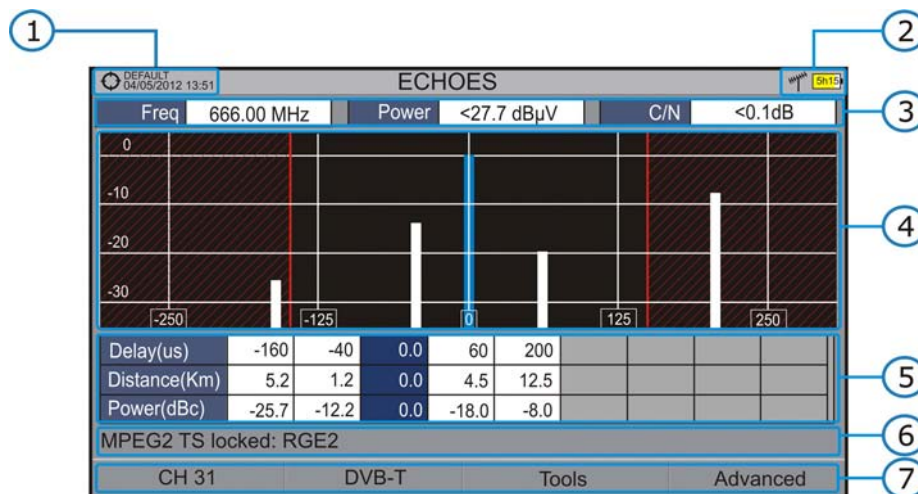 1
2
DEFAULT
04/05/2012 13:51
ECHOES
5h15
Freq 666.00 MHz Power <27.7 dBµV C/N <0.1dB
3
0
-10
-20
-30
-250 -125 0 125 250
4
Delay(us) -160 -40 0.0 60 200
Distance(Km) 5.2 1.2 0.0 4.5 12.5
Power(dBc) -25.7 -12.2 0.0 -18.0 -8.0
5
MPEG2 TS locked: RGE2
6
CH 31 DVB-T Tools Advanced
7